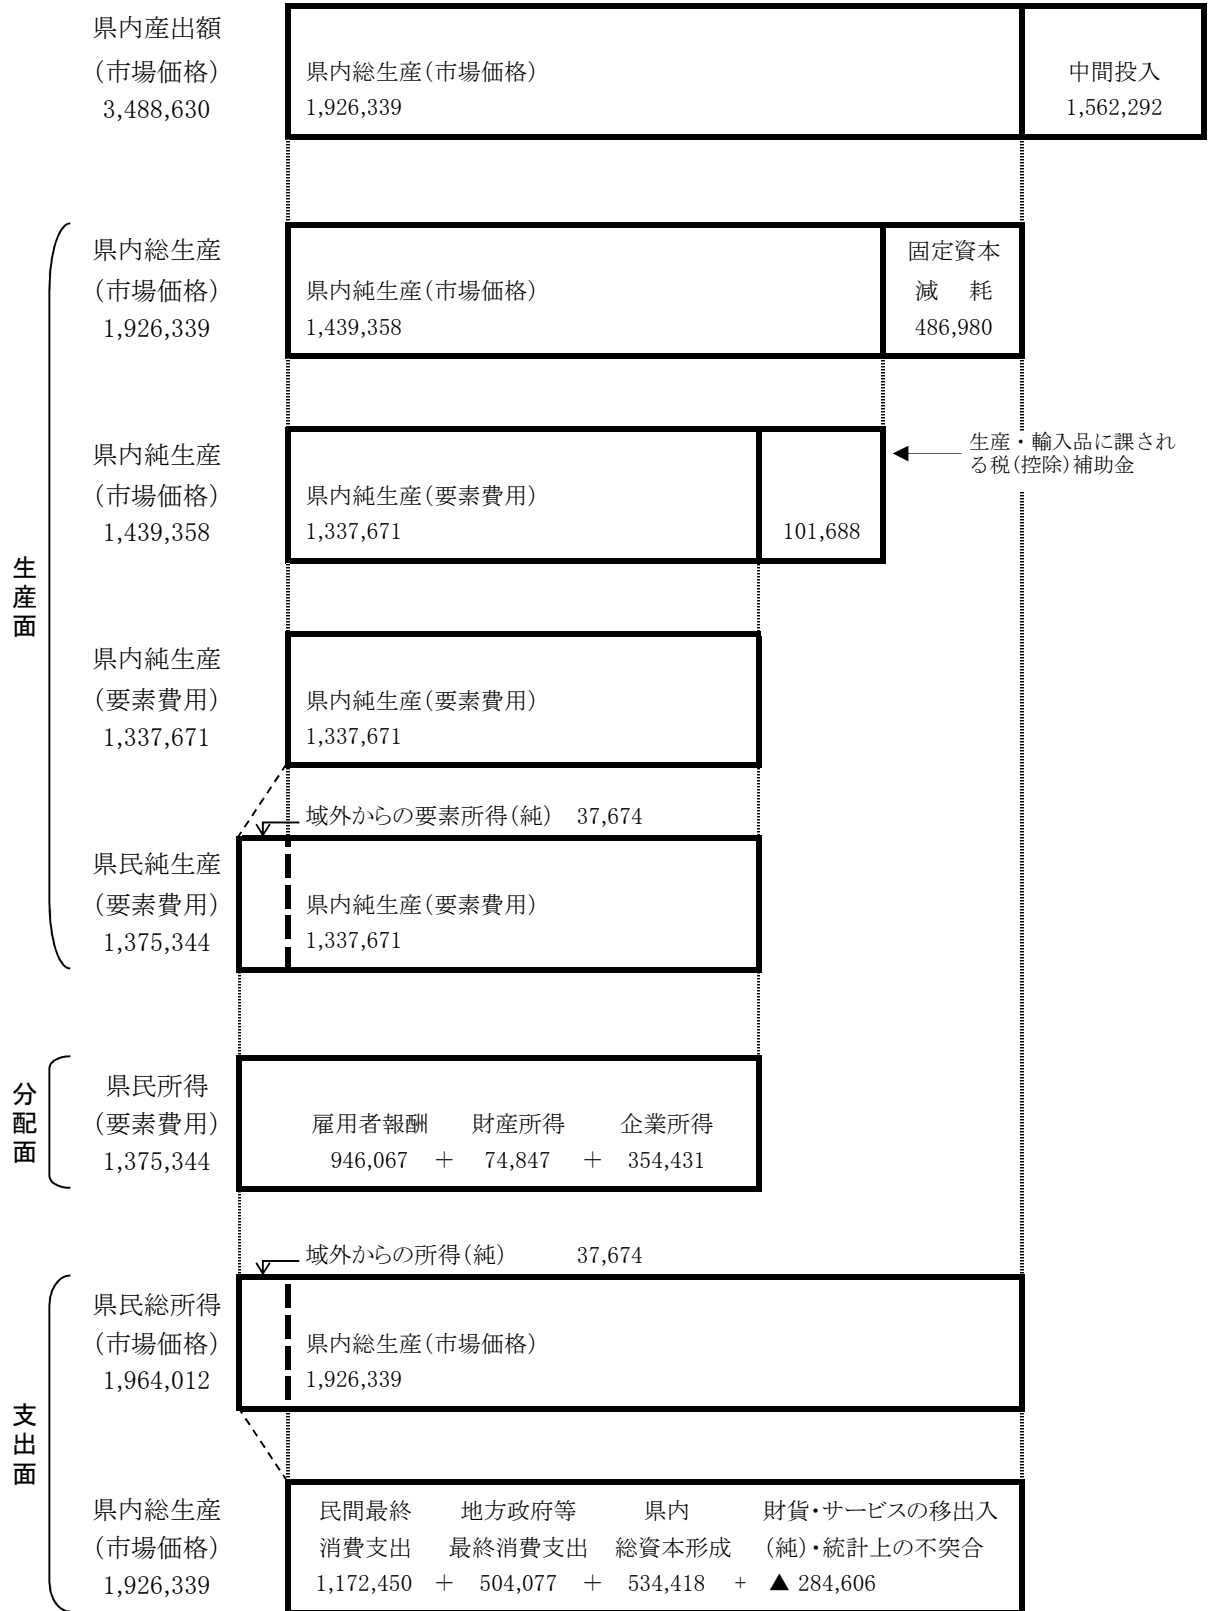 県内産出額
(市場価格)
3,488,630
県内総生産(市場価格)
1,926,339
中間投入
1,562,292
生産面
県内総生産
(市場価格)
1,926,339
県内純生産(市場価格)
1,439,358
固定資本
減　耗
486,980
県内純生産
(市場価格)
1,439,358
県内純生産(要素費用)
1,337,671
101,688
生産・輸入品に課され
る税(控除)補助金
県内純生産
(要素費用)
1,337,671
県内純生産(要素費用)
1,337,671
域外からの要素所得(純)　37,674
県民純生産
(要素費用)
1,375,344
県内純生産(要素費用)
1,337,671
分配面
県民所得
(要素費用)
1,375,344
雇用者報酬　財産所得　企業所得
946,067 ＋ 74,847 ＋ 354,431
域外からの所得(純)　37,674
支出面
県民総所得
(市場価格)
1,964,012
県内総生産(市場価格)
1,926,339
県内総生産
(市場価格)
1,926,339
民間最終　地方政府等　県内　財貨・サービスの移出入
消費支出　最終消費支出　総資本形成　(純)・統計上の不突合
1,172,450 ＋ 504,077 ＋ 534,418 + ▲ 284,606